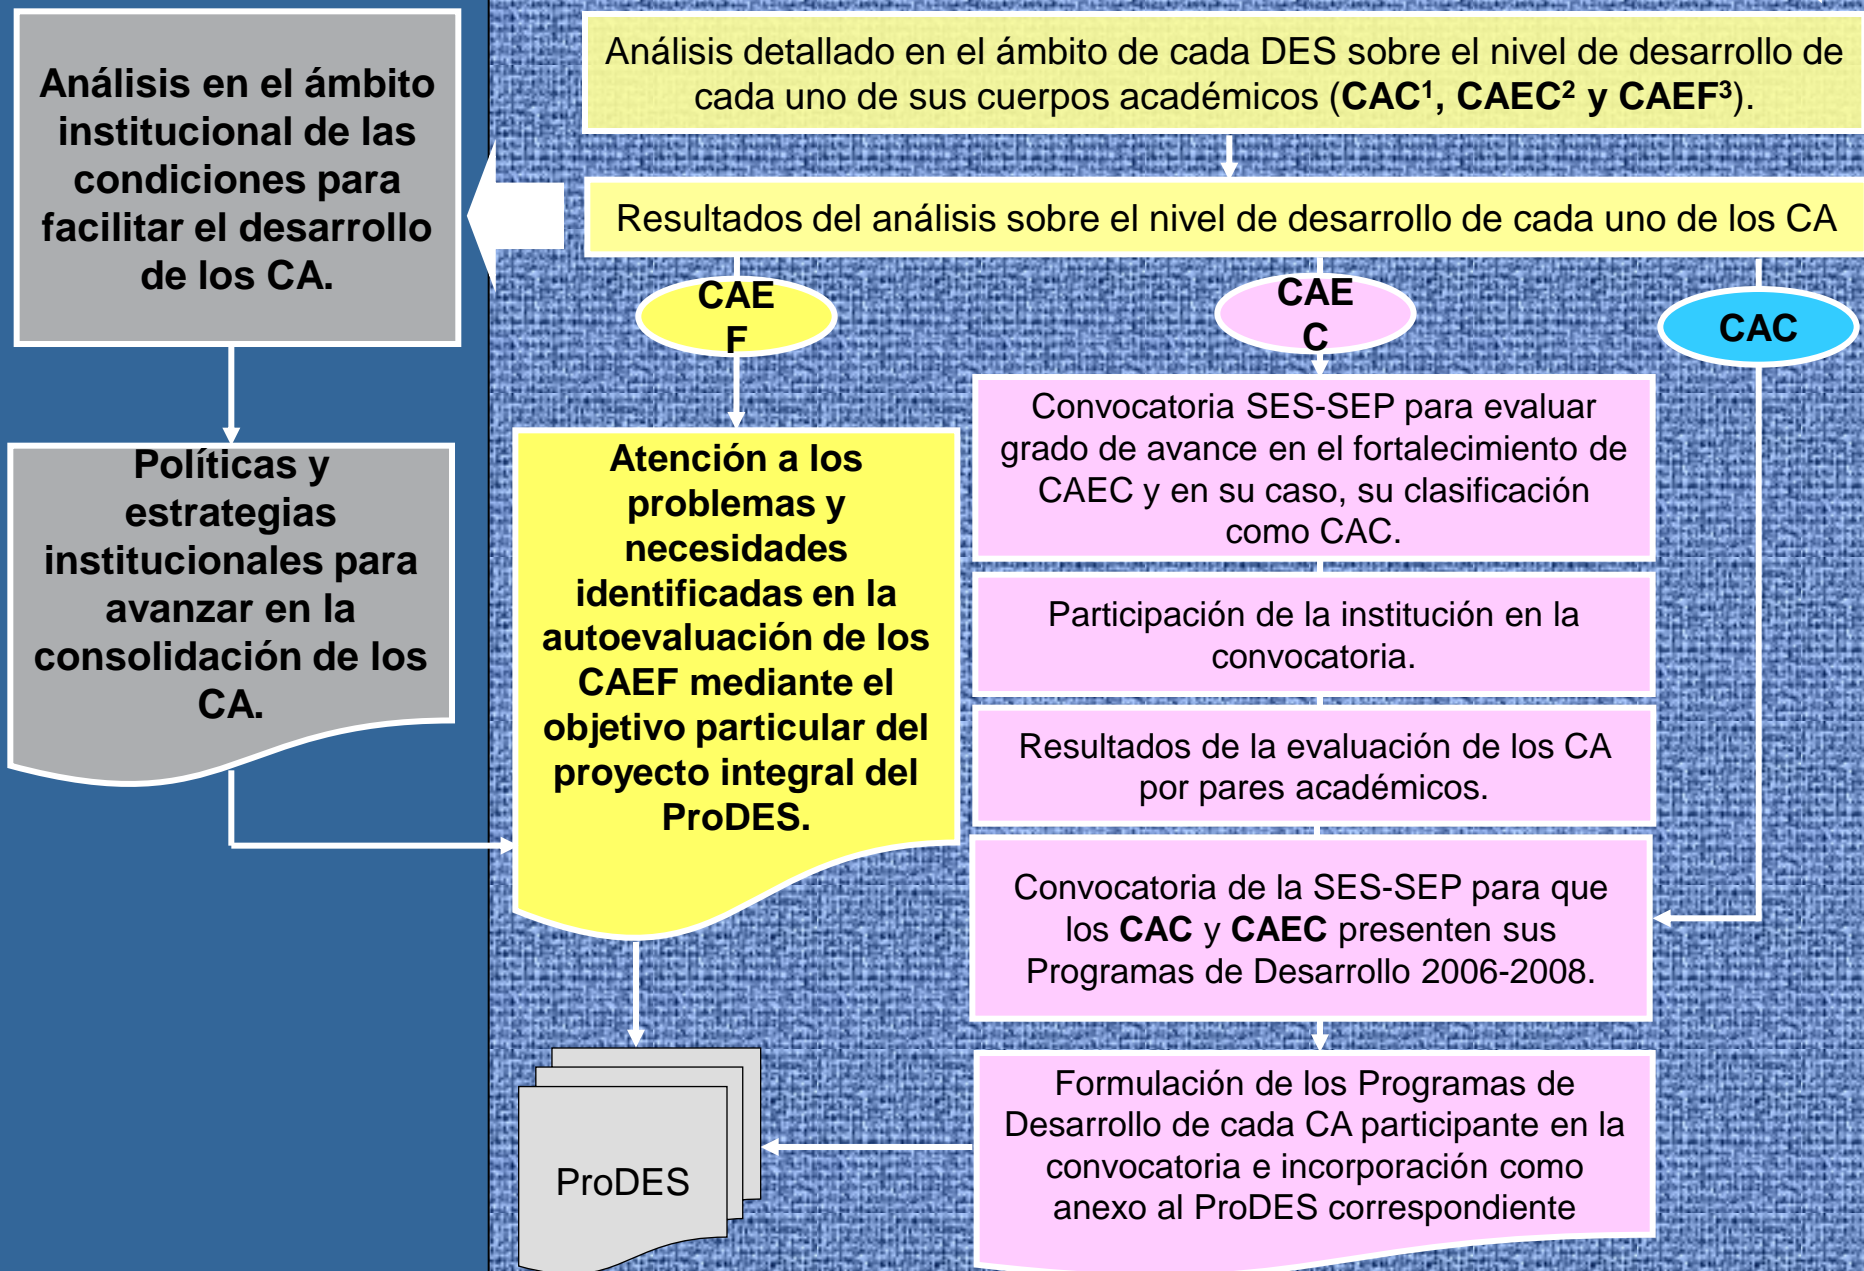 Análisis en el ámbito
institucional de las
condiciones para
facilitar el desarrollo
de los CA.
Políticas y
estrategias
institucionales para
avanzar en la
consolidación de los
CA.
Análisis detallado en el ámbito de cada DES sobre el nivel de desarrollo de
cada uno de sus cuerpos académicos (CAC¹, CAEC² y CAEF³).
Resultados del análisis sobre el nivel de desarrollo de cada uno de los CA
CAE
F
Atención a los
problemas y
necesidades
identificadas en la
autoevaluación de los
CAEF mediante el
objetivo particular del
proyecto integral del
ProDES.
ProDES
CAE
C
Convocatoria SES-SEP para evaluar
grado de avance en el fortalecimiento de
CAEC y en su caso, su clasificación
como CAC.
Participación de la institución en la
convocatoria.
Resultados de la evaluación de los CA
por pares académicos.
Convocatoria de la SES-SEP para que
los CAC y CAEC presenten sus
Programas de Desarrollo 2006-2008.
Formulación de los Programas de
Desarrollo de cada CA participante en la
convocatoria e incorporación como
anexo al ProDES correspondiente
CAC